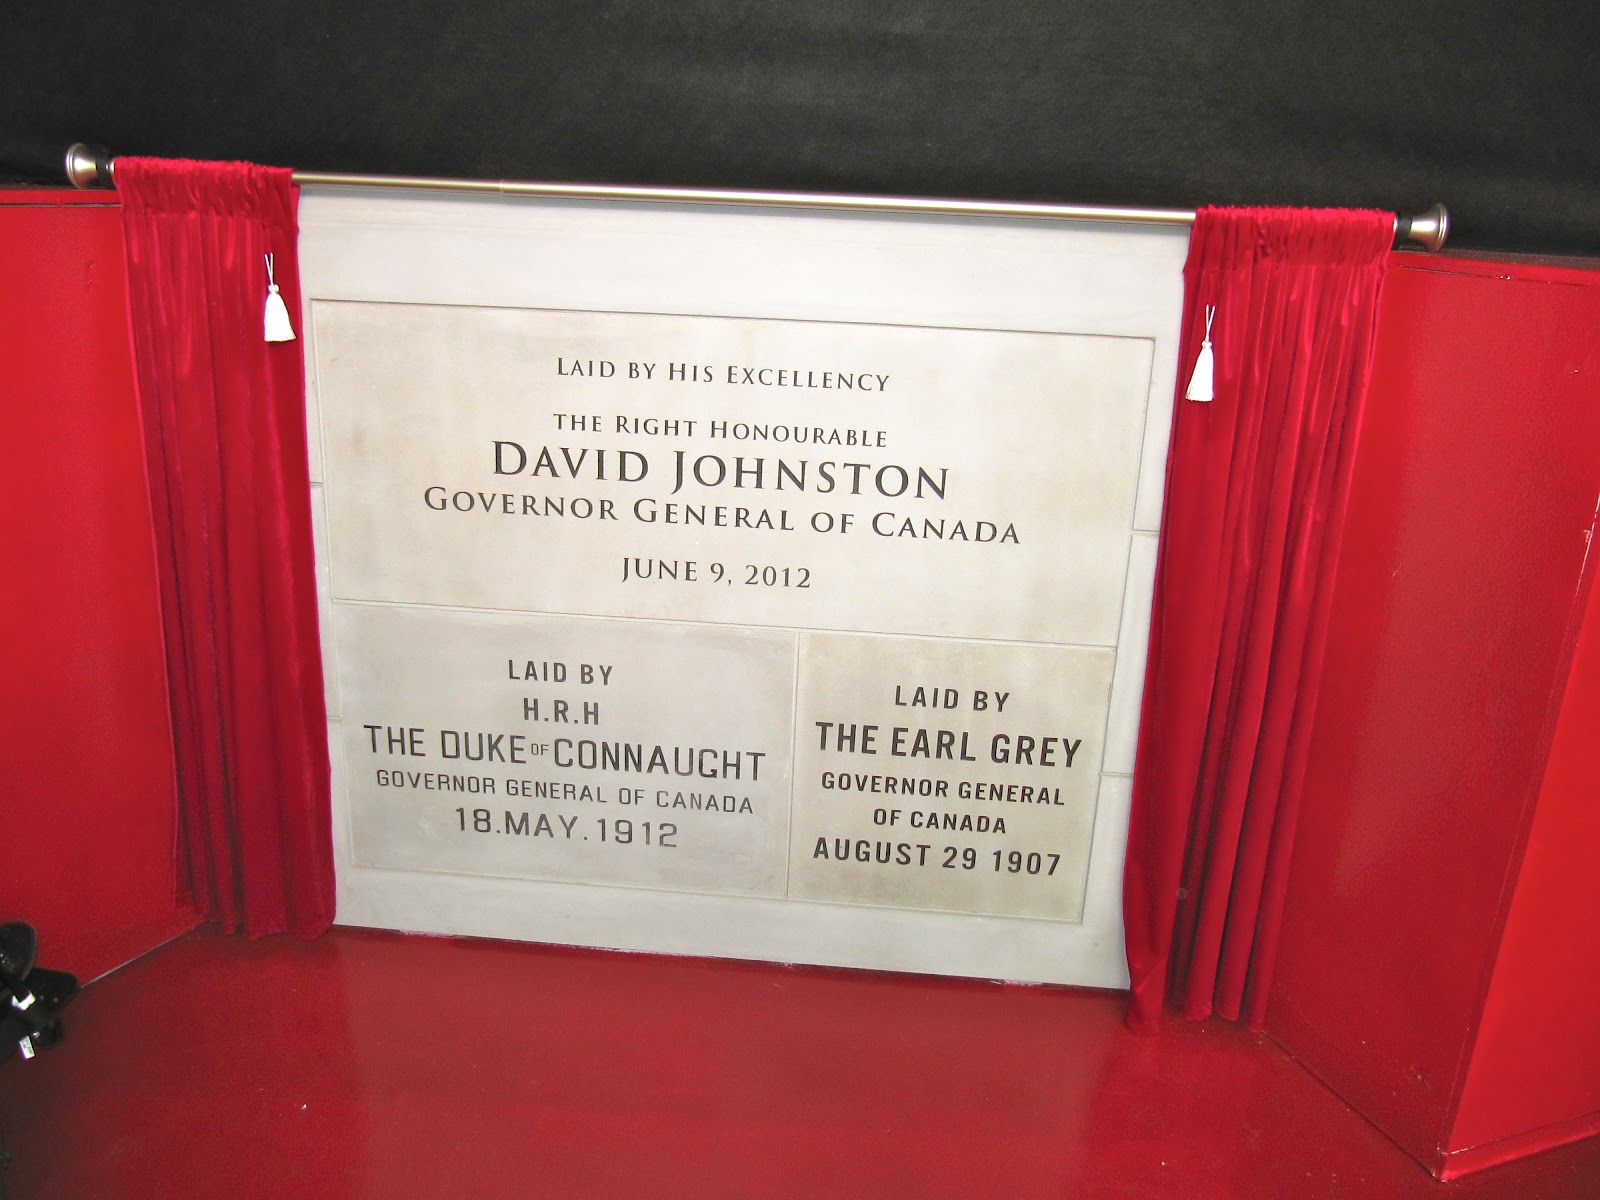 LAID BY HIS EXCELLENCY
THE RIGHT HONOURABLE
DAVID JOHNSTON
GOVERNOR GENERAL OF CANADA
JUNE 9, 2012
LAID BY
H.R.H
THE DUKE OF CONNAUGHT
GOVERNOR GENERAL OF CANADA
18.MAY.1912
LAID BY
THE EARL GREY
GOVERNOR GENERAL
OF CANADA
AUGUST 29 1907